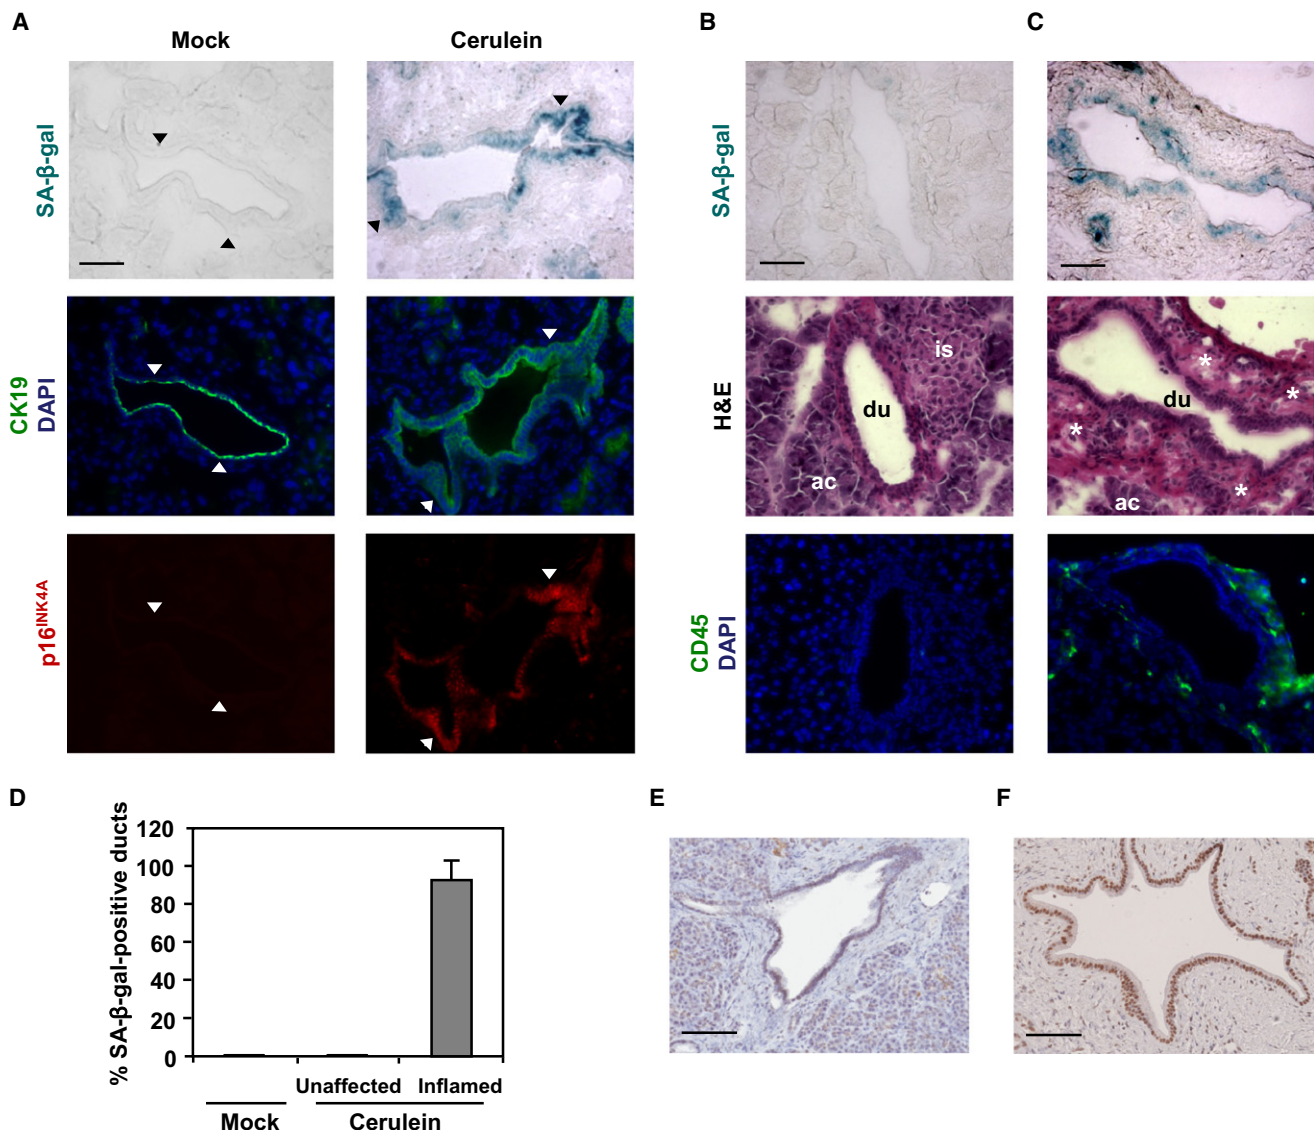 A
B
C
Mock
Cerulein
SA-β-gal
SA-β-gal
CK19
DAPI
H&E
is
du
ac
*
*
du
*
*
ac
p16INK4A
CD45
DAPI
D
E
F
% SA-β-gal-positive ducts
120
100
80
60
40
20
0
Unaffected
Inflamed
Mock
Cerulein